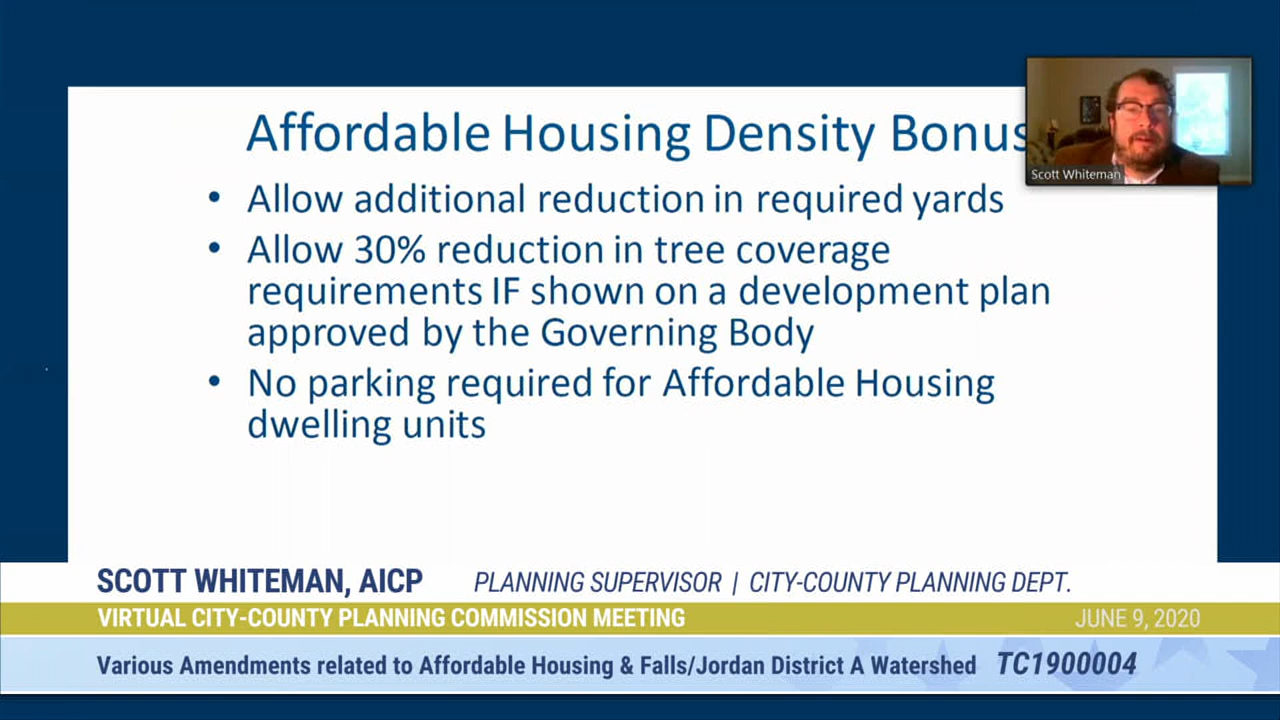 Affordable Housing Density Bonus
Scott Whiteman
• Allow additional reduction in required yards
• Allow 30% reduction in tree coverage
requirements IF shown on a development plan
approved by the Governing Body
• No parking required for Affordable Housing
dwelling units
SCOTT WHITEMAN, AICP PLANNING SUPERVISOR | CITY-COUNTY PLANNING DEPT.
VIRTUAL CITY-COUNTY PLANNING COMMISSION MEETING JUNE 9, 2020
Various Amendments related to Affordable Housing & Falls/Jordan District A Watershed TC1900004